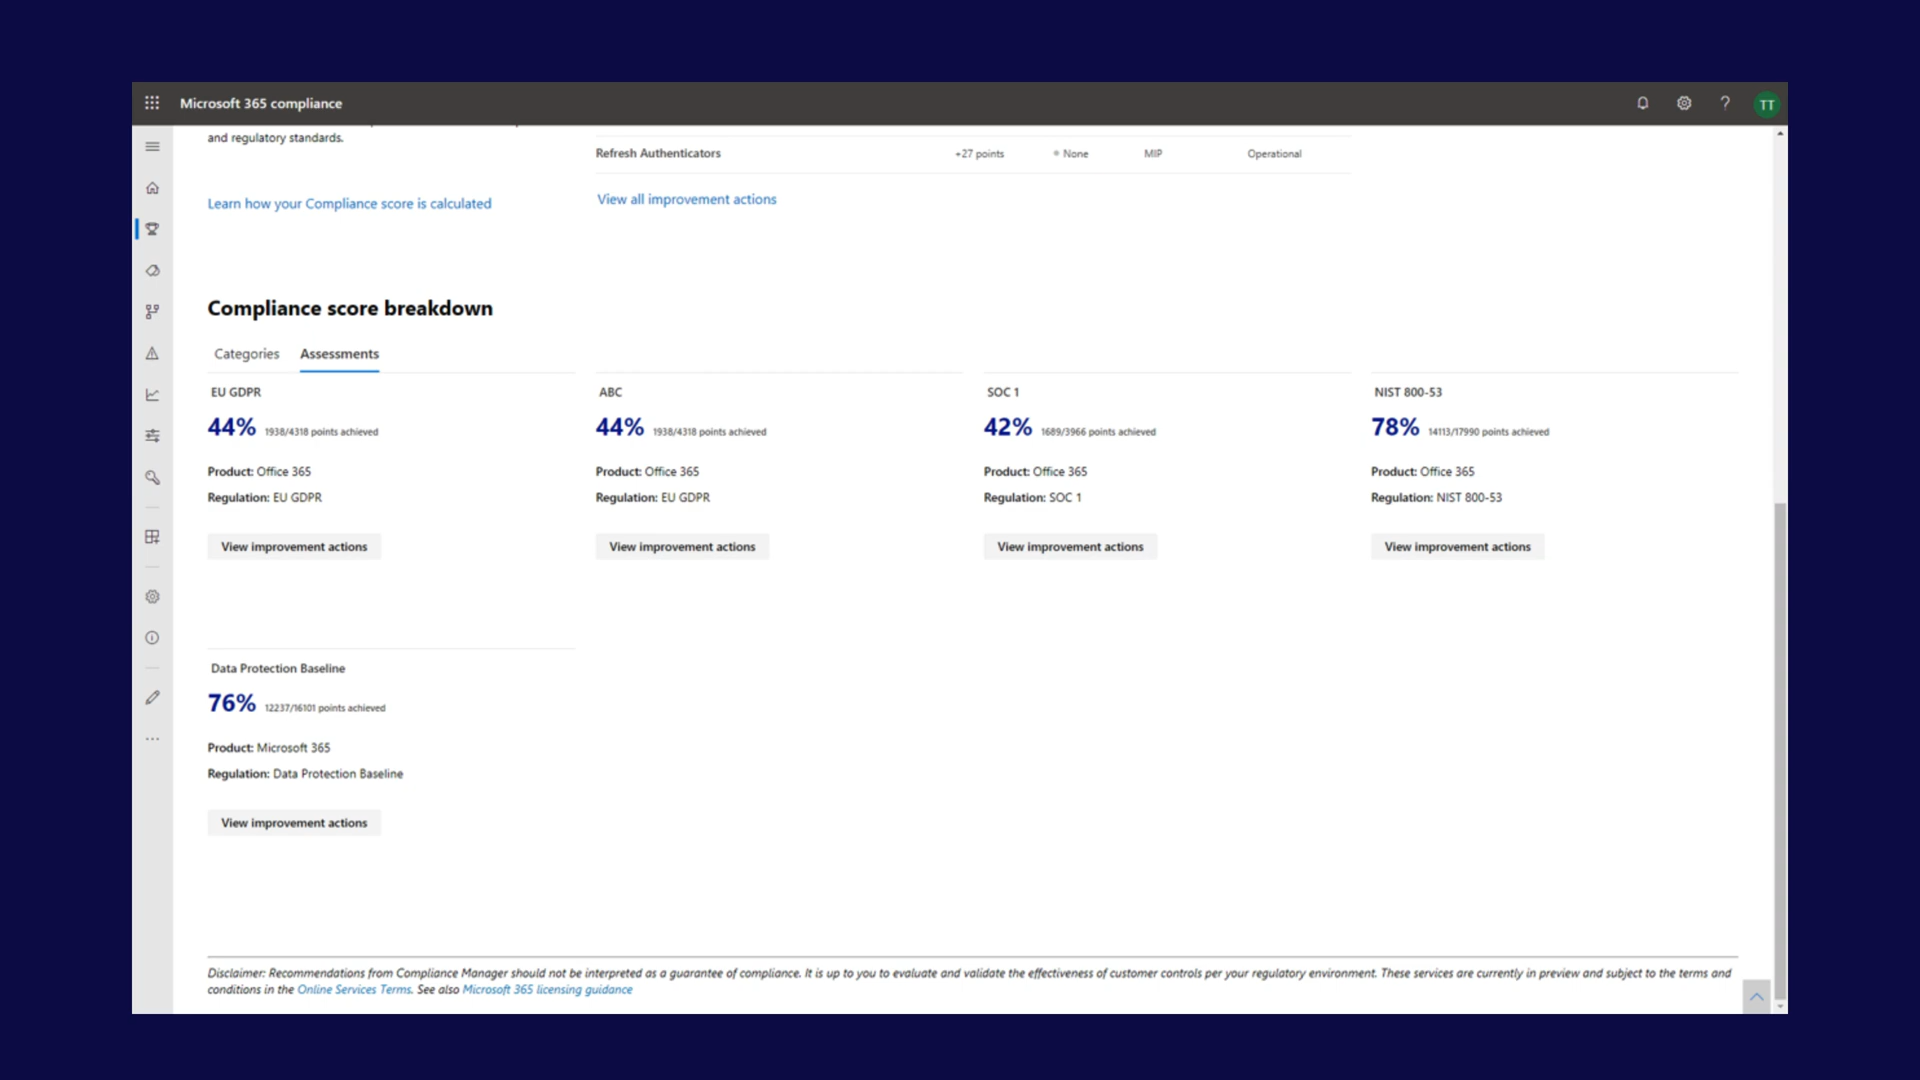 Microsoft 365 compliance
?
TT
and regulatory standards.
Refresh Authenticators +27 points None MIP Operational
Learn how your Compliance score is calculated
View all improvement actions
Compliance score breakdown
Categories Assessments
EU GDPR
44% 1938/4318 points achieved
Product: Office 365
Regulation: EU GDPR
View improvement actions
ABC
44% 1938/4318 points achieved
Product: Office 365
Regulation: EU GDPR
View improvement actions
SOC 1
42% 1689/3966 points achieved
Product: Office 365
Regulation: SOC 1
View improvement actions
NIST 800-53
78% 14113/17990 points achieved
Product: Office 365
Regulation: NIST 800-53
View improvement actions
Data Protection Baseline
76% 12237/16101 points achieved
Product: Microsoft 365
Regulation: Data Protection Baseline
View improvement actions
Disclaimer: Recommendations from Compliance Manager should not be interpreted as a guarantee of compliance. It is up to you to evaluate and validate the effectiveness of customer controls per your regulatory environment. These services are currently in preview and subject to the terms and
conditions in the Online Services Terms. See also Microsoft 365 licensing guidance